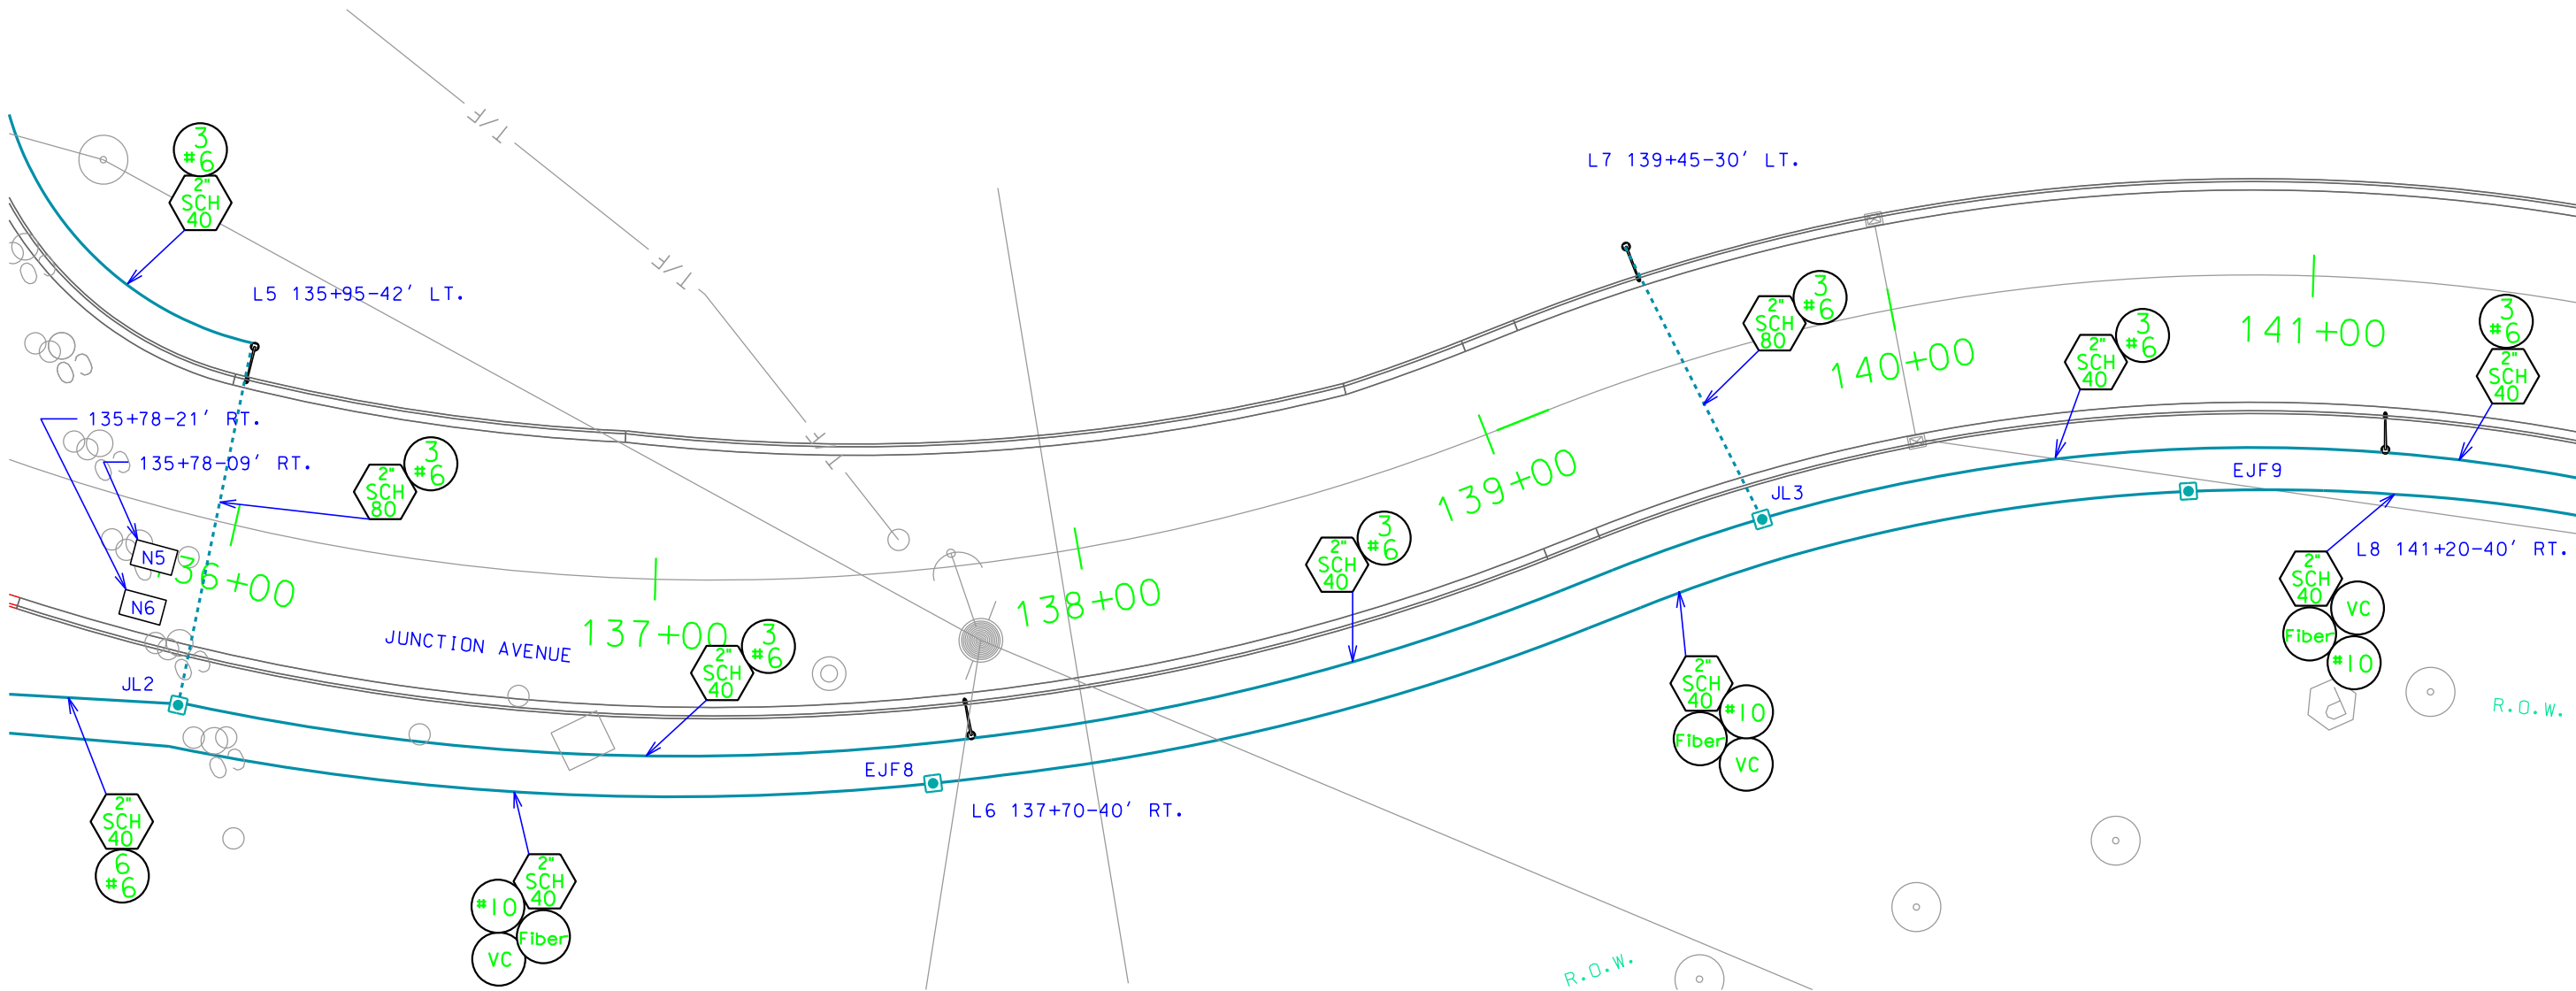 T/F
T/F
T/F
3
#6
2"
SCH
40
L5 135+95-42' LT.
L7 139+45-30' LT.
3
#6
2"
SCH
80
140+00
3
#6
2"
SCH
40
141+00
3
#6
2"
SCH
40
135+78-21' RT.
135+78-09' RT.
3
#6
2"
SCH
80
139+00
JL3
EJF9
L8 141+20-40' RT.
N5
N6
136+00
JUNCTION AVENUE
137+00
3
#6
2"
SCH
40
138+00
3
#6
2"
SCH
40
2"
SCH
40
VC
Fiber
#10
JL2
EJF8
L6 137+70-40' RT.
2"
SCH
40
#10
Fiber
VC
R.O.W.
2"
SCH
40
6
#6
2"
SCH
40
#10
Fiber
VC
R.O.W.